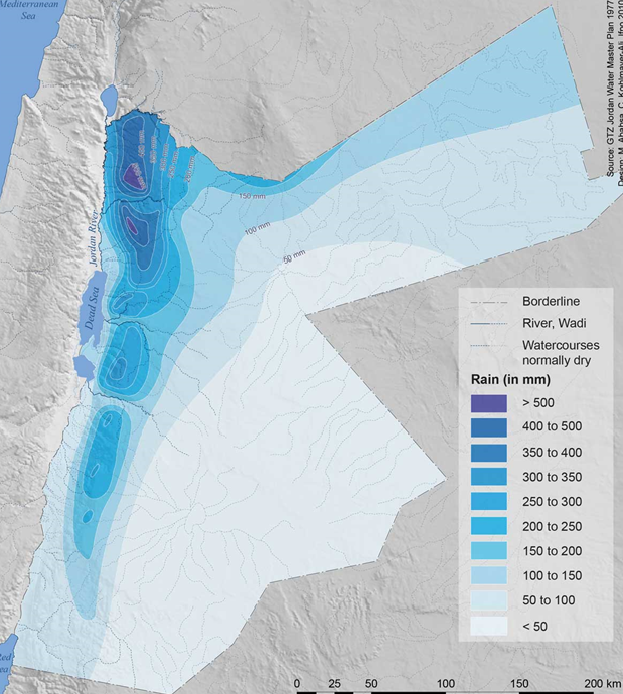 Mediterranean
Sea
Source: GTZ Jordan Water Master Plan 1977
150 mm
100 mm
50 mm
Jordan River
Dead Sea
Borderline
River, Wadi
Watercourses
normally dry
Rain (in mm)
> 500
400 to 500
350 to 400
300 to 350
250 to 300
200 to 250
150 to 200
100 to 150
50 to 100
< 50
0 25 50 100 150 200 km